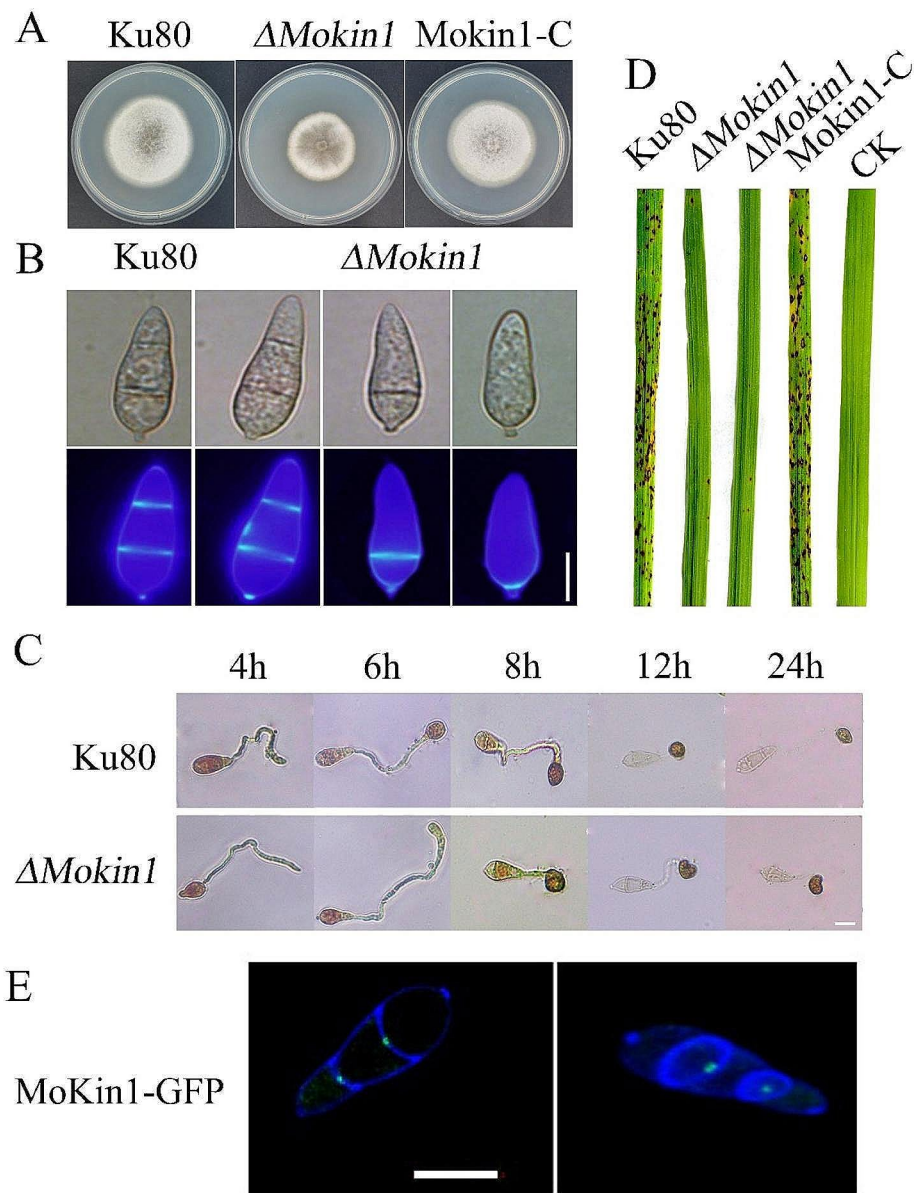 A
Ku80 ΔMokin1 Mokin1-C
B
Ku80 ΔMokin1
C
4h 6h 8h 12h 24h
Ku80
ΔMokin1
D
Ku80
ΔMokin1
ΔMokin1
Mokin1-C
CK
E
MoKin1-GFP